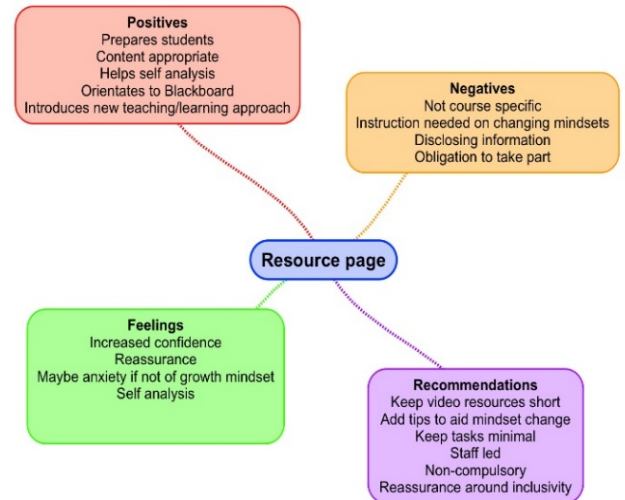 Positives
Prepares students
Content appropriate
Helps self analysis
Orientates to Blackboard
Introduces new teaching/learning approach
Negatives
Not course specific
Instruction needed on changing mindsets
Disclosing information
Obligation to take part
Resource page
Feelings
Increased confidence
Reassurance
Maybe anxiety if not of growth mindset
Self analysis
Recommendations
Keep video resources short
Add tips to aid mindset change
Keep tasks minimal
Staff led
Non-compulsory
Reassurance around inclusivity